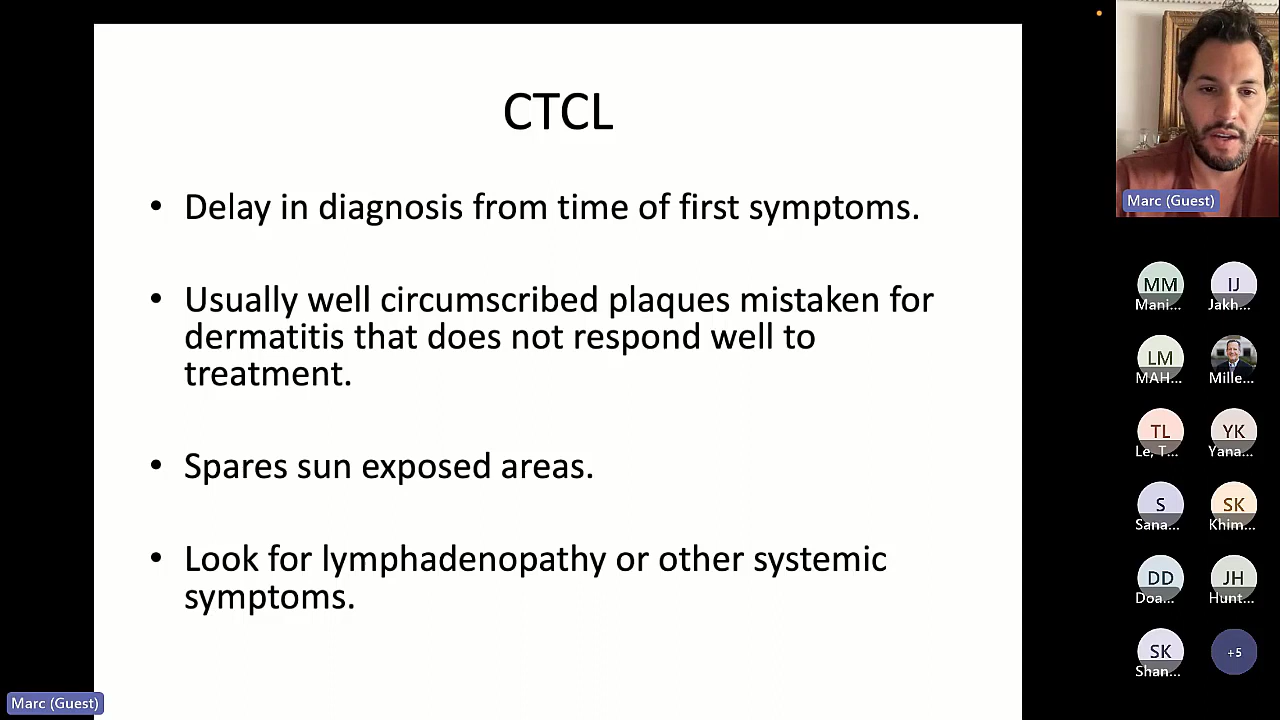 CTCL
• Delay in diagnosis from time of first symptoms.
• Usually well circumscribed plaques mistaken for
dermatitis that does not respond well to
treatment.
• Spares sun exposed areas.
• Look for lymphadenopathy or other systemic
symptoms.
Marc (Guest)
Marc (Guest)
MM IJ
Mani... Jakh...
LM
MAH... Mille...
TL YK
Le, T... Yana...
S SK
Sana... Khim...
DD JH
Doa... Hunt...
SK +5
Shan...